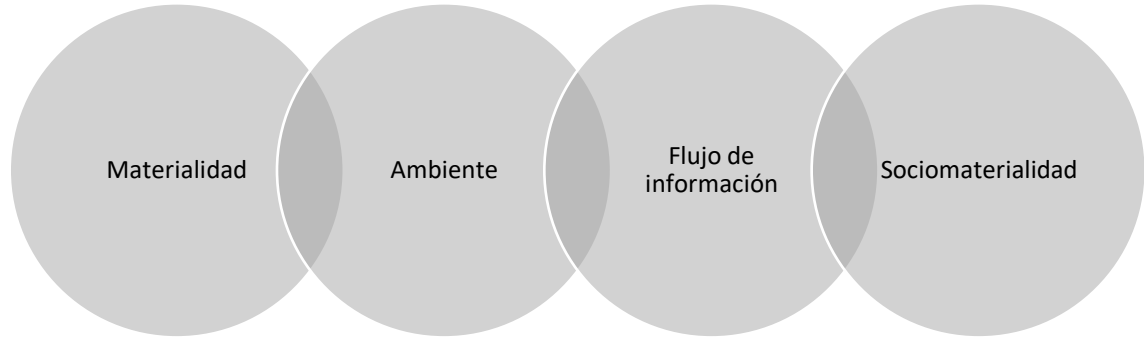 Materialidad
Ambiente
Flujo de
información
Sociomaterialidad